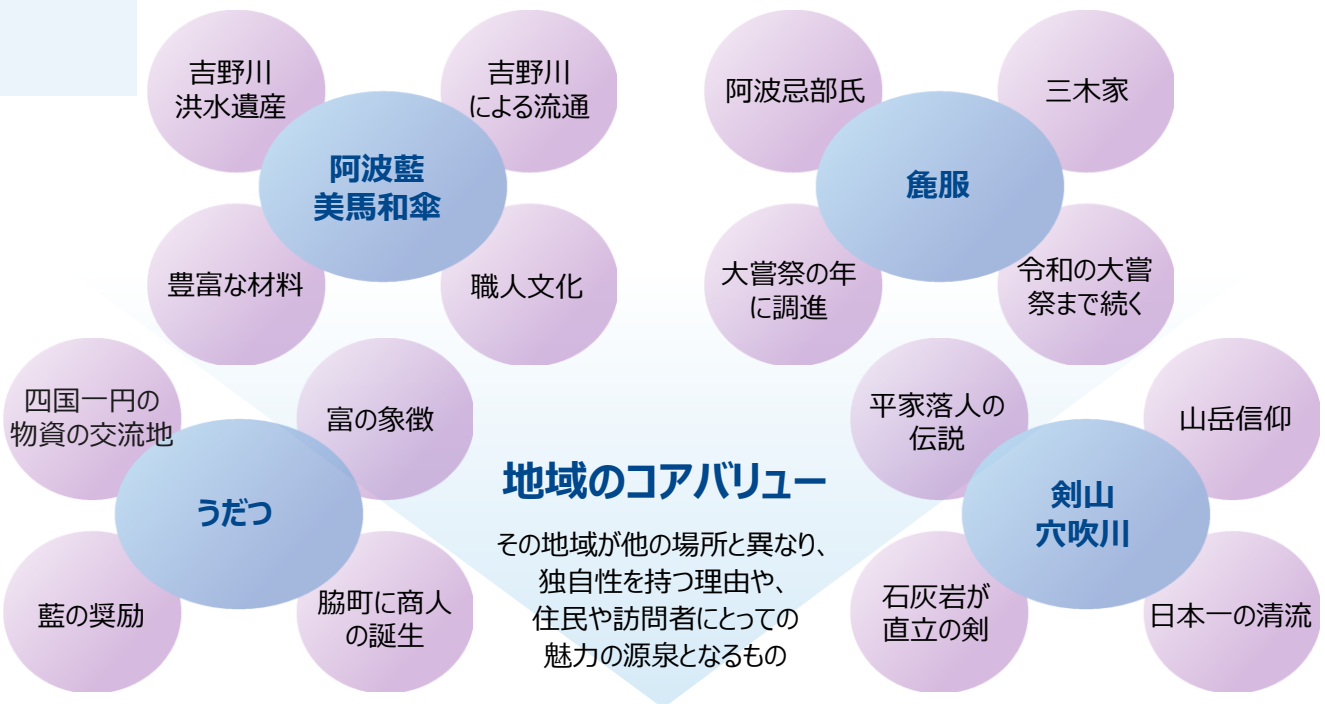 吉野川
洪水遺産
吉野川
による流通
阿波藍
美馬和傘
豊富な材料
職人文化
阿波忌部氏
三木家
麁服
大嘗祭の年
に調進
令和の大嘗
祭まで続く
四国一円の
物資の交流地
富の象徴
うだつ
藍の奨励
脇町に商人
の誕生
地域のコアバリュー
その地域が他の場所と異なり、
独自性を持つ理由や、
住民や訪問者にとっての
魅力の源泉となるもの
平家落人の
伝説
山岳信仰
剣山
穴吹川
石灰岩が
直立の剣
日本一の清流